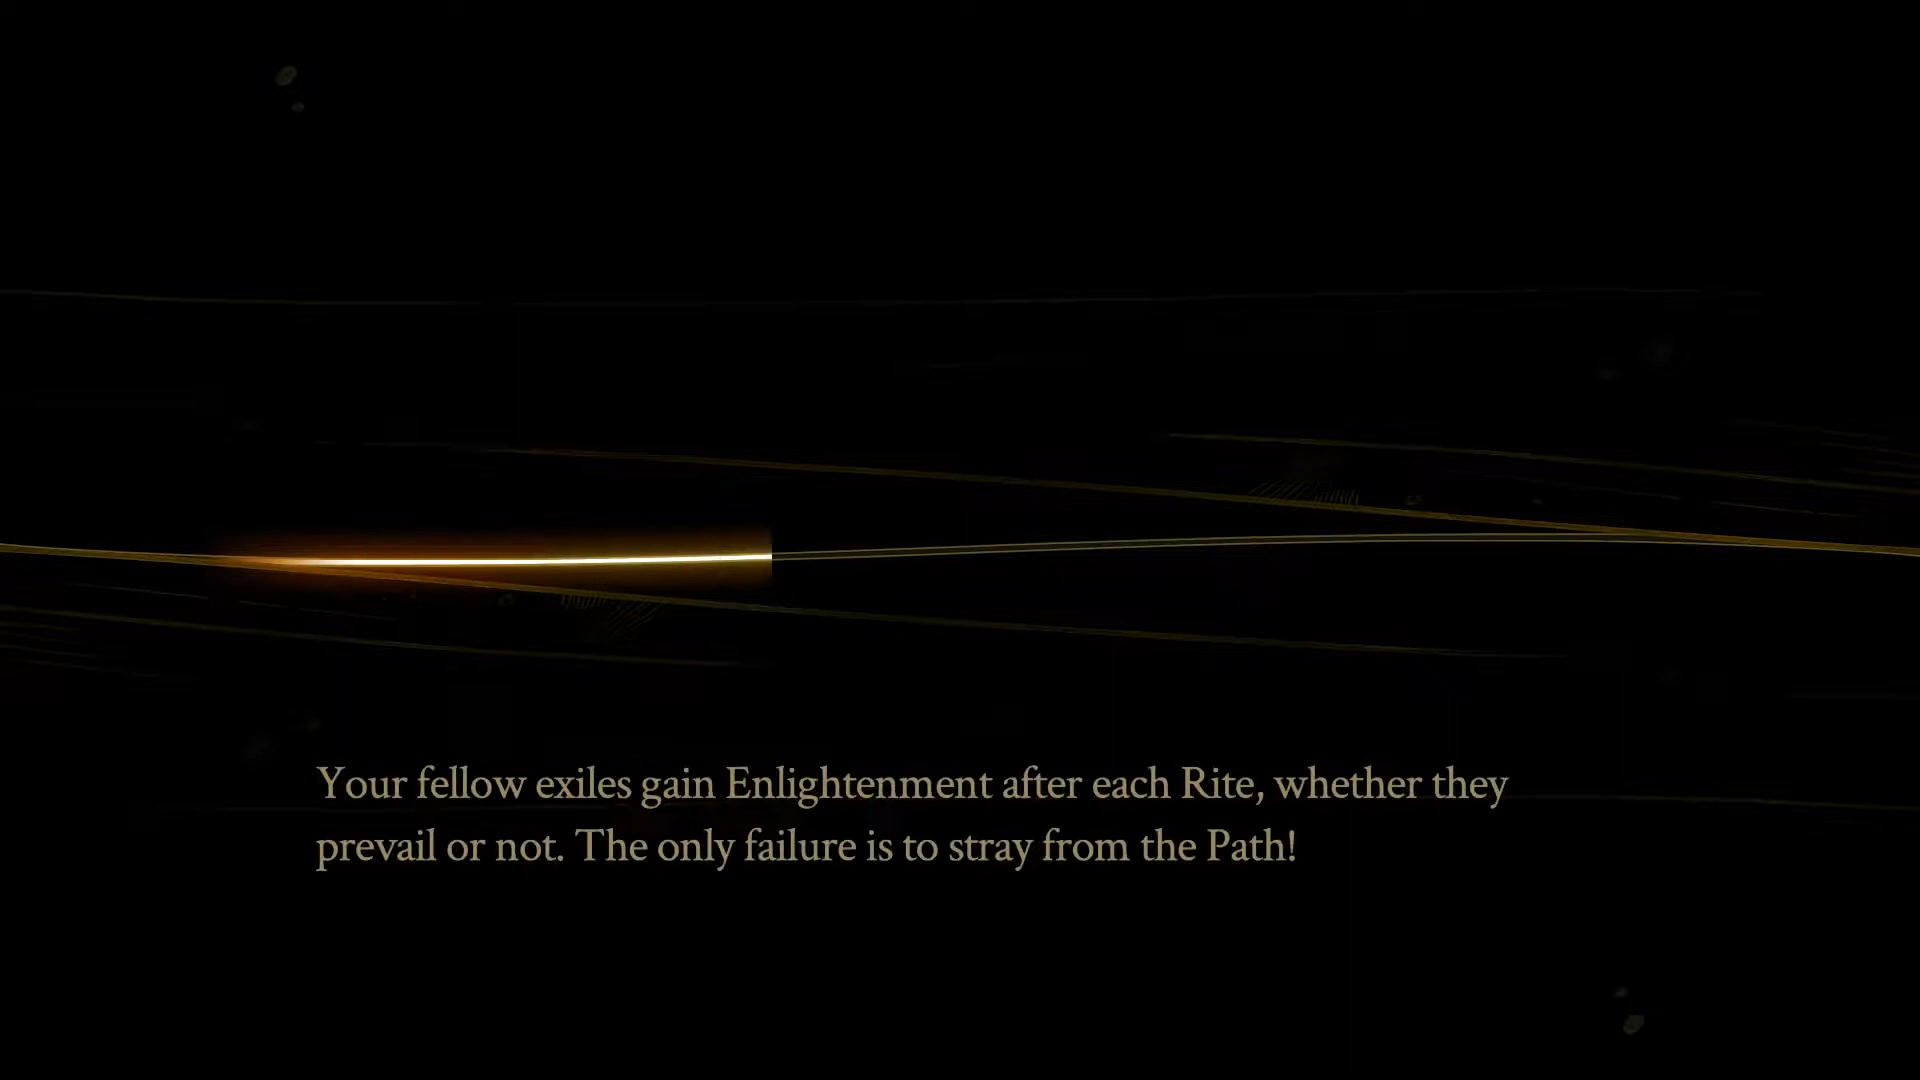 Your fellow exiles gain Enlightenment after each Rite, whether they
prevail or not. The only failure is to stray from the Path!